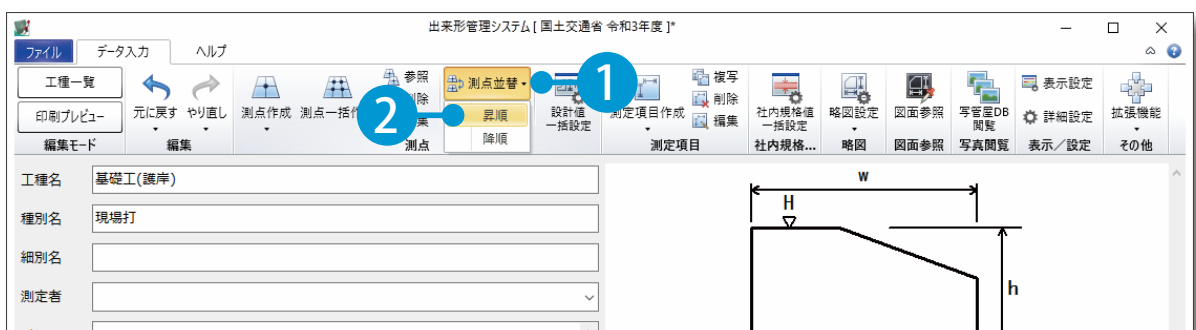 出来形管理システム [ 国土交通省 令和3年度 ]*
ファイル データ入力 ヘルプ
工種一覧
印刷プレビュー
編集モード
元に戻す やり直し
編集
測点作成 測点一括作
参照
削除
集
測点並替
1
2
昇順
降順
設計値
一括設定
測点
測定項目作成
複写
削除
編集
測定項目
社内規格値
一括設定
社内規格...
略図設定
略図
図面参照
図面参照
写管屋DB
閲覧
写真閲覧
表示設定
詳細設定
表示/設定
拡張機能
その他
工種名 基礎工(護岸)
種別名 現場打
細別名
測定者
w
H
h